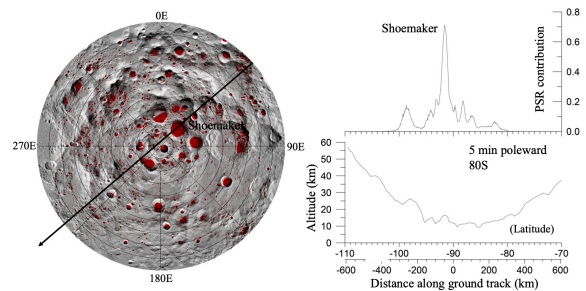 0E
Shoemaker
270E
90E
180E
Shoemaker
0.8
0.6
0.4
0.2
0.0
PSR contribution
60
50
40
30
20
10
0
Altitude (km)
5 min poleward
80S
(Latitude)
-110 -100 -90 -80 -70
-600 -400 -200 0 200 400 600
Distance along ground track (km)